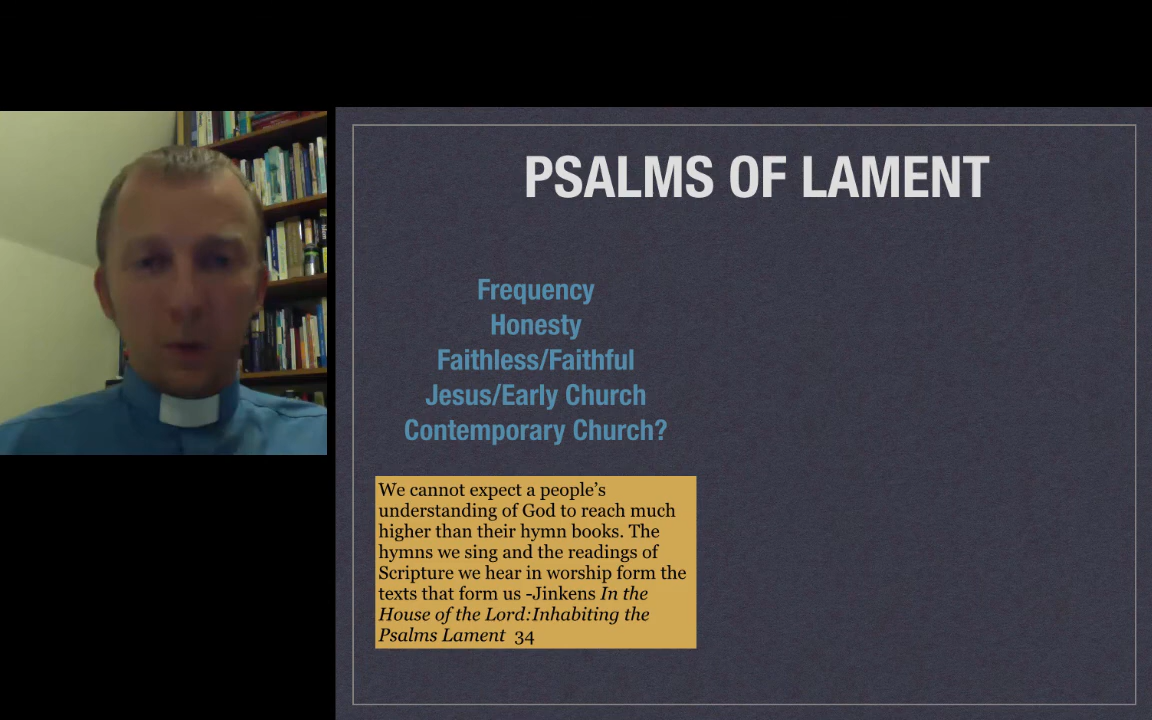 PSALMS OF LAMENT
Frequency
Honesty
Faithless/Faithful
Jesus/Early Church
Contemporary Church?
We cannot expect a people's
understanding of God to reach much
higher than their hymn books. The
hymns we sing and the readings of
Scripture we hear in worship form the
texts that form us -Jinkens In the
House of the Lord:Inhabiting the
Psalms Lament 34